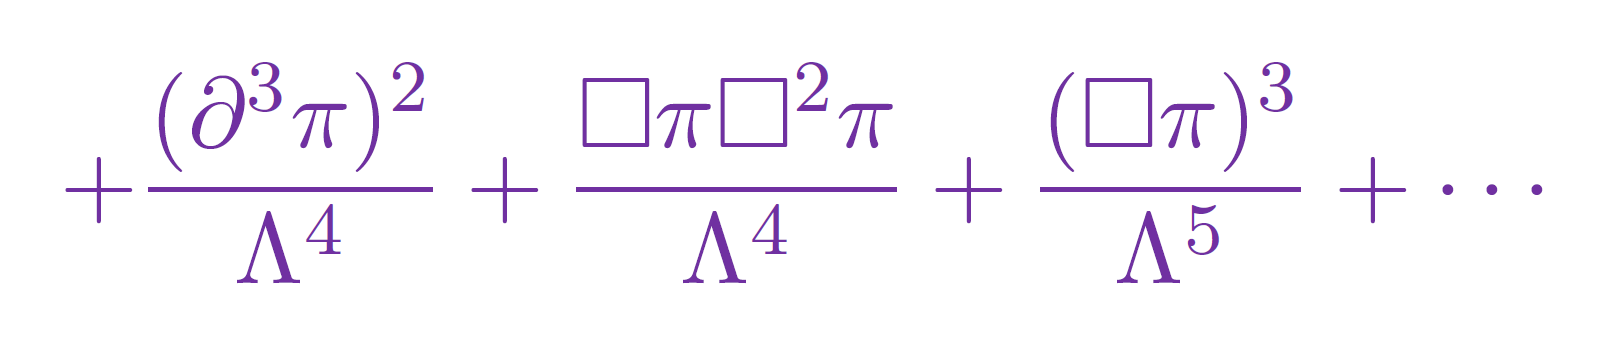 + (∂³π)²/Λ⁴ + □π□²π/Λ⁴ + (□π)³/Λ⁵ + ⋯